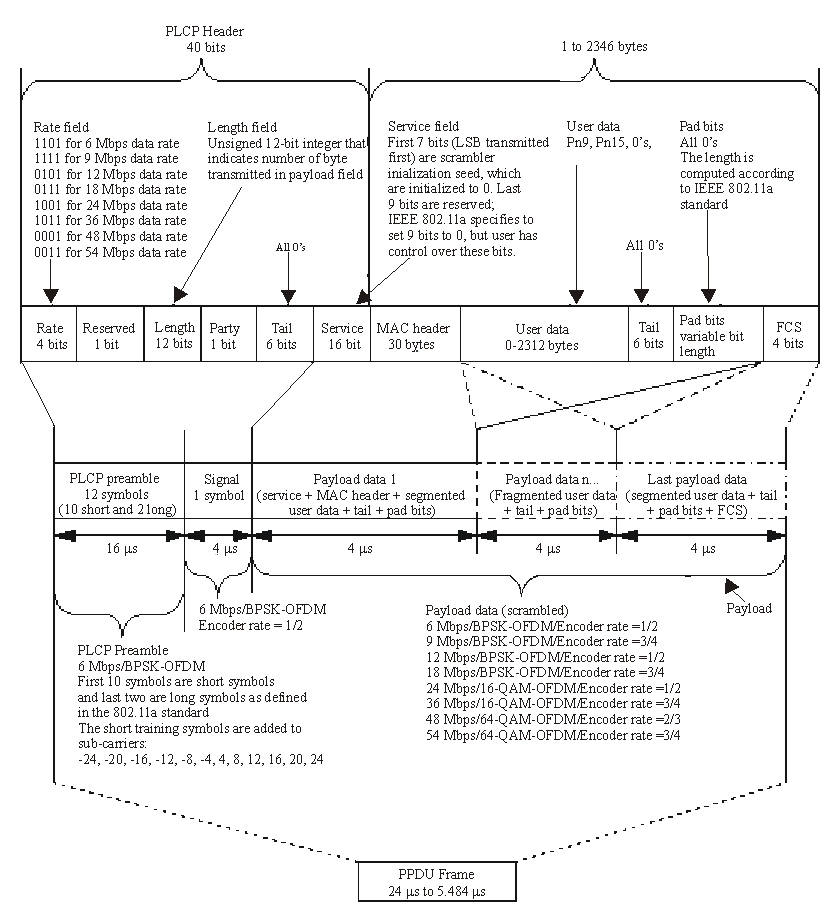 PLCP Header
40 bits
1 to 2346 bytes
Rate field
1101 for 6 Mbps data rate
1111 for 9 Mbps data rate
0101 for 12 Mbps data rate
0111 for 18 Mbps data rate
1001 for 24 Mbps data rate
1011 for 36 Mbps data rate
0001 for 48 Mbps data rate
0011 for 54 Mbps data rate
Length field
Unsigned 12-bit integer that
indicates number of byte
transmitted in payload field
All 0's
Service field
First 7 bits (LSB transmitted
first) are scrambler
inialization seed, which
are initialized to 0. Last
9 bits are reserved;
IEEE 802.11a specifies to
set 9 bits to 0, but user has
control over these bits.
User data
Pn9, Pn15, 0's,
All 0's
Pad bits
All 0's
The length is
computed according
to IEEE 802.11a
standard
Rate
4 bits
Reserved
1 bit
Length
12 bits
Party
1 bit
Tail
6 bits
Service
16 bit
MAC header
30 bytes
User data
0-2312 bytes
Tail
6 bits
Pad bits
variable bit
length
FCS
4 bits
PLCP preamble
12 symbols
(10 short and 2long)
Signal
1 symbol
Payload data 1
(service + MAC header + segmented
user data + tail + pad bits)
Payload data n...
(Fragmented user data
+ tail + pad bits)
Last payload data
(segmented user data + tail
+ pad bits + FCS)
16 μs
4 μs
4 μs
4 μs
4 μs
6 Mbps/BPSK-OFDM
Encoder rate = 1/2
Payload
PLCP Preamble
6 Mbps/BPSK-OFDM
First 10 symbols are short symbols
and last two are long symbols as defined
in the 802.11a standard
The short training symbols are added to
sub-carriers:
-24, -20, -16, -12, -8, -4, 4, 8, 12, 16, 20, 24
Payload data (scrambled)
6 Mbps/BPSK-OFDM/Encoder rate =1/2
9 Mbps/BPSK-OFDM/Encoder rate =3/4
12 Mbps/BPSK-OFDM/Encoder rate =1/2
18 Mbps/BPSK-OFDM/Encoder rate =3/4
24 Mbps/16-QAM-OFDM/Encoder rate =1/2
36 Mbps/16-QAM-OFDM/Encoder rate =3/4
48 Mbps/64-QAM-OFDM/Encoder rate =2/3
54 Mbps/64-QAM-OFDM/Encoder rate =3/4
PPDU Frame
24 μs to 5.484 μs